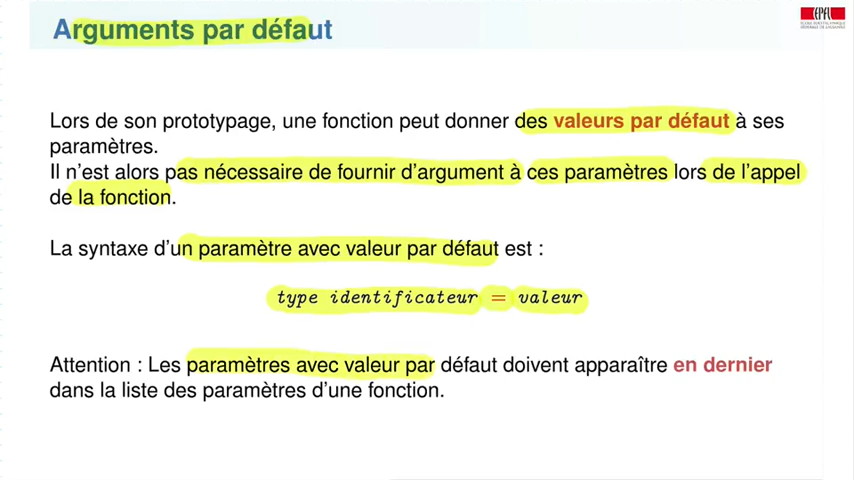 Arguments par défaut
EPFL
Lors de son prototypage, une fonction peut donner des valeurs par défaut à ses
paramètres.
Il n'est alors pas nécessaire de fournir d'argument à ces paramètres lors de l'appel
de la fonction.
La syntaxe d'un paramètre avec valeur par défaut est :
type identificateur = valeur
Attention : Les paramètres avec valeur par défaut doivent apparaître en dernier
dans la liste des paramètres d'une fonction.